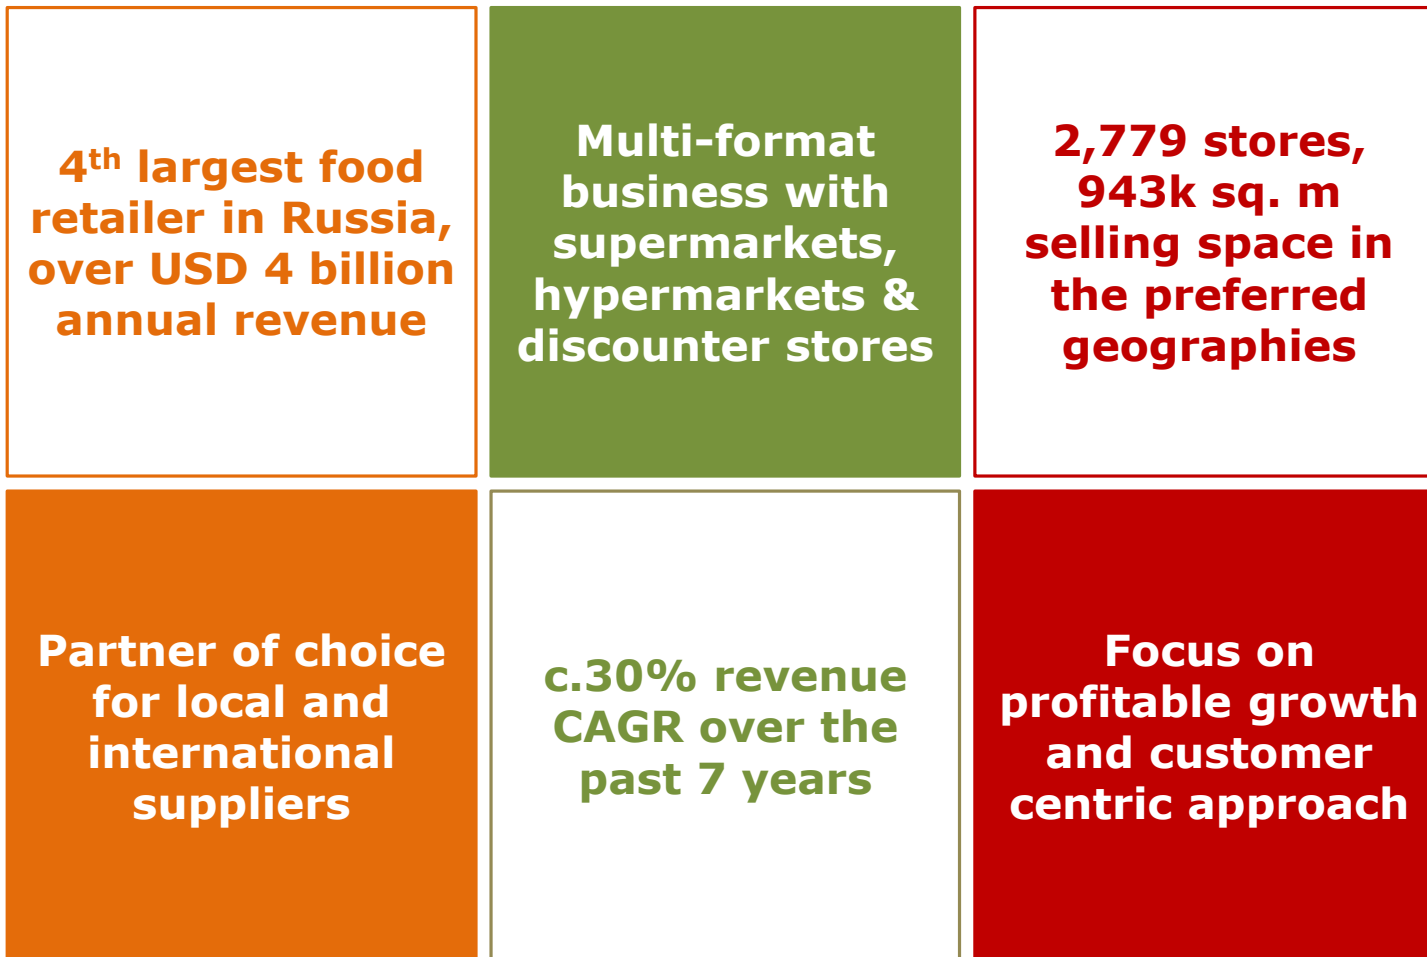 4th largest food
retailer in Russia,
over USD 4 billion
annual revenue
Multi-format
business with
supermarkets,
hypermarkets &
discounter stores
2,779 stores,
943k sq. m
selling space in
the preferred
geographies
Partner of choice
for local and
international
suppliers
c.30% revenue
CAGR over the
past 7 years
Focus on
profitable growth
and customer
centric approach